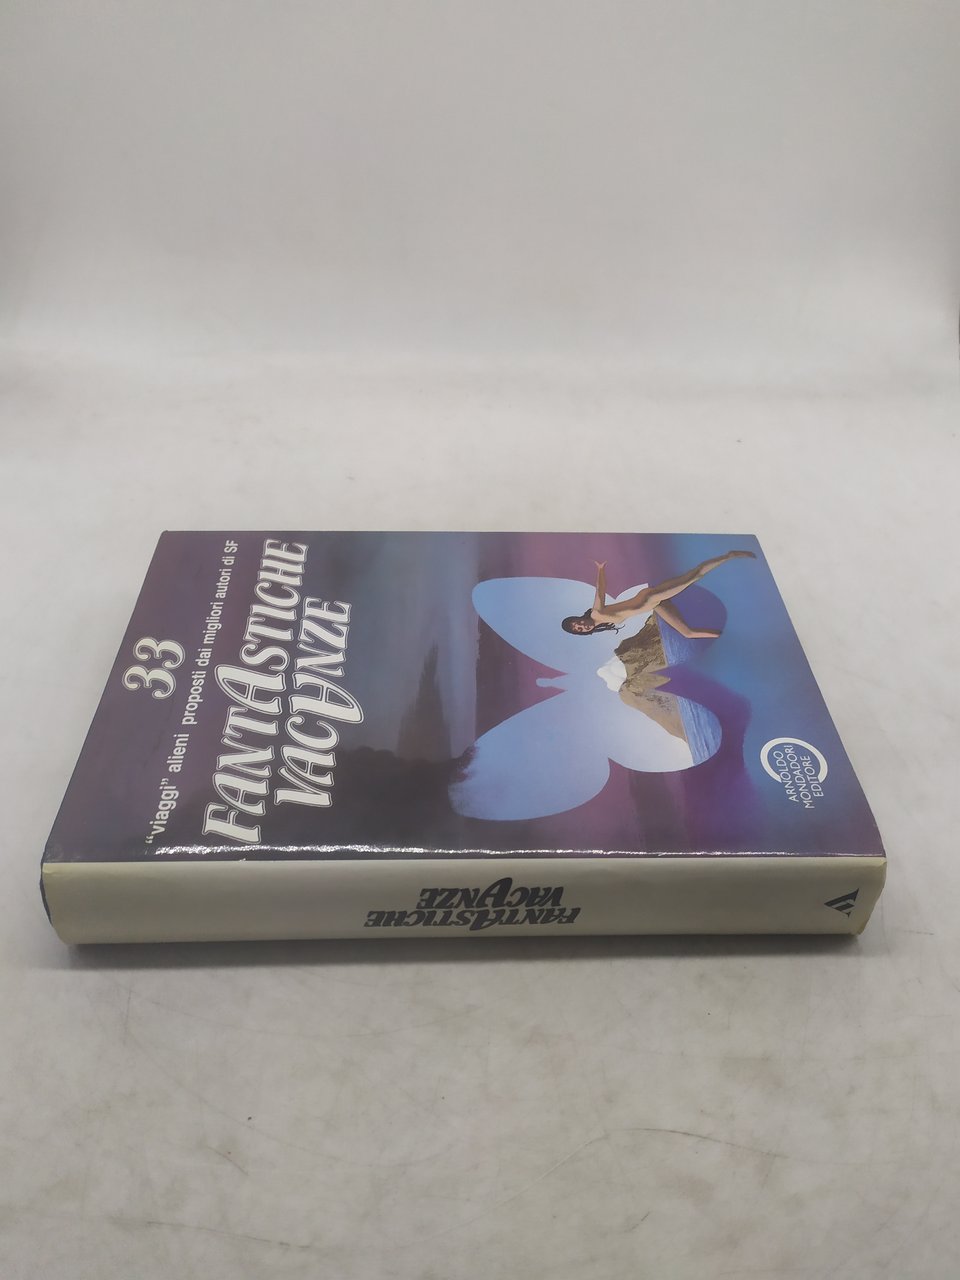 33
“viaggi” alieni proposti dai migliori autori di SF
FANTASTICHE
VACANZE
ARNOLDO
MONDADORI
EDITORE
FANTASTICHE
VACANZE